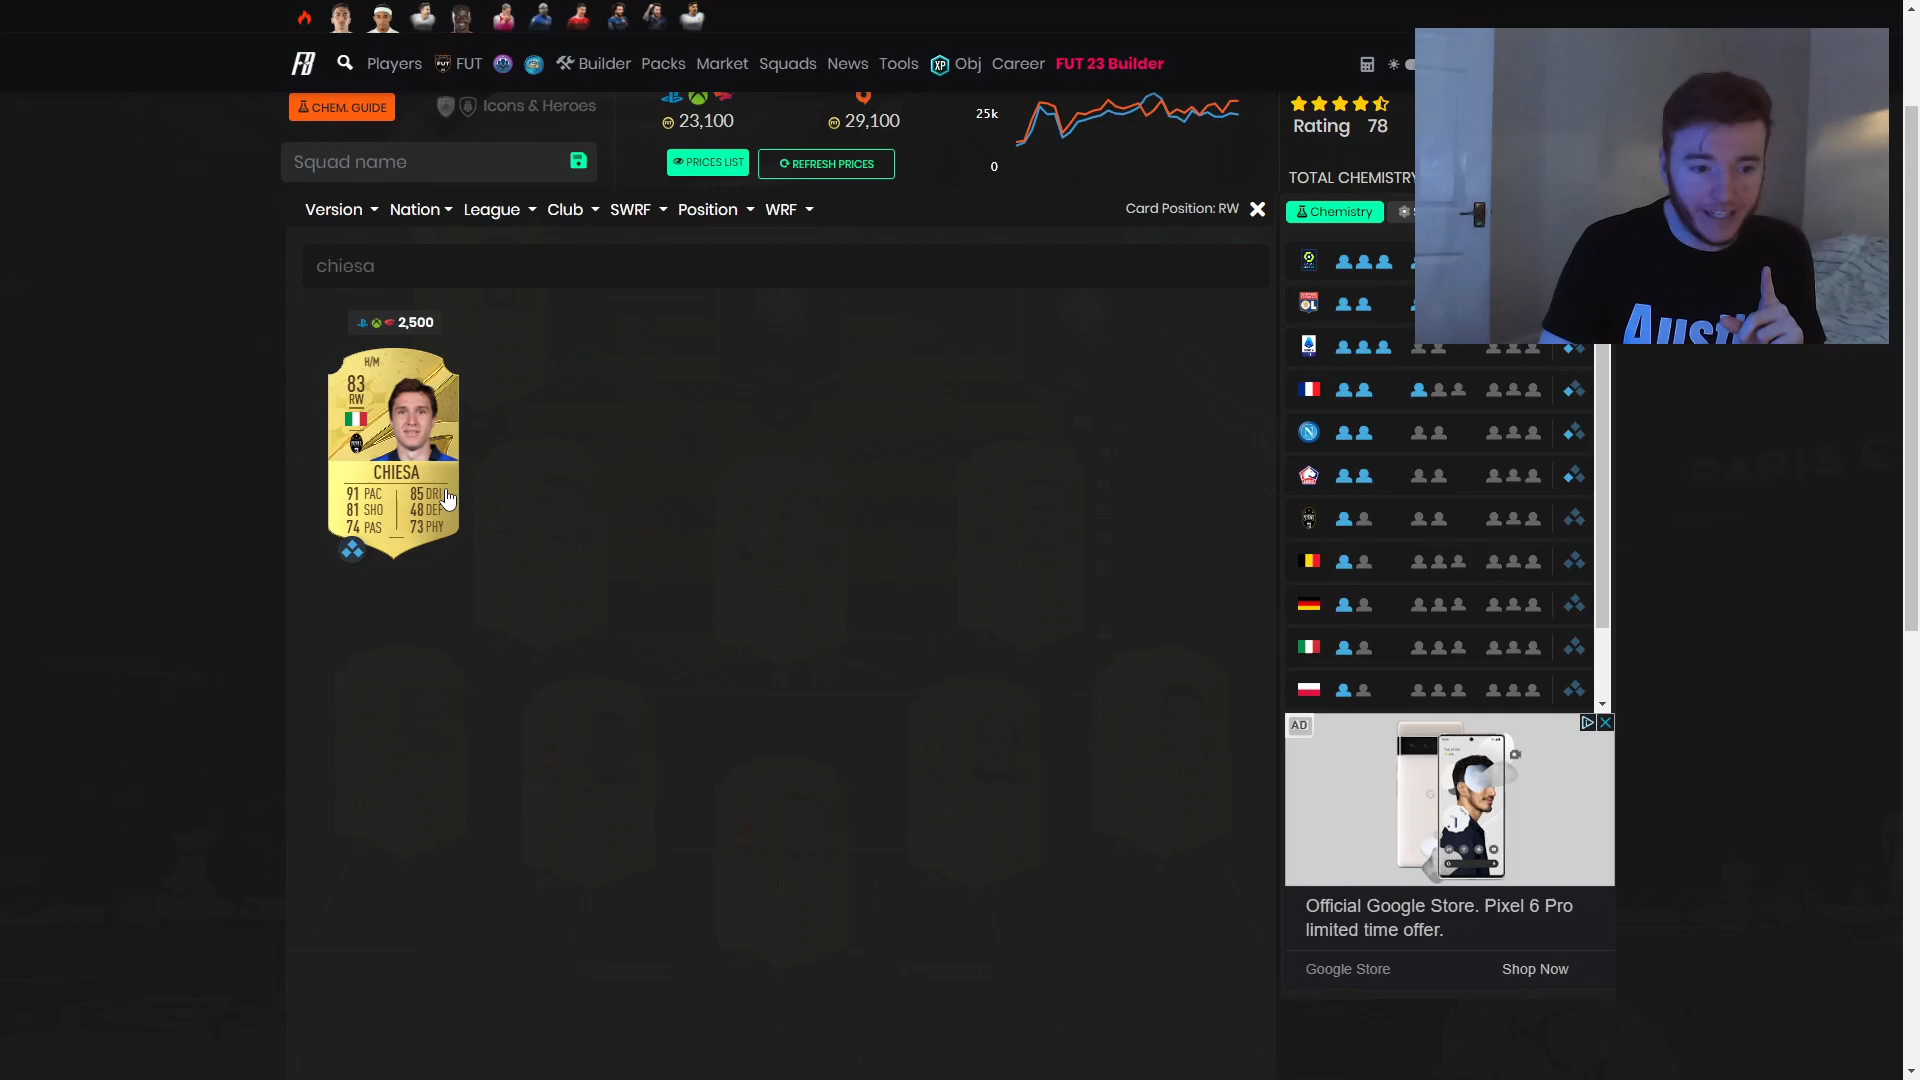 Players FUT Builder Packs Market Squads News Tools XP Obj Career FUT 23 Builder
CHEM. GUIDE Icons & Heroes
23,100 29,100
25k
0
Rating 78
PRICES LIST REFRESH PRICES
Squad name
TOTAL CHEMISTRY
Version Nation League Club SWRF Position WRF
Card Position: RW
Chemistry
chiesa
2,500
H/M
83
RW
CHIESA
91 PAC 85 DRI
81 SHO 48 DEF
74 PAS 73 PHY
AD
Official Google Store. Pixel 6 Pro
limited time offer.
Google Store Shop Now